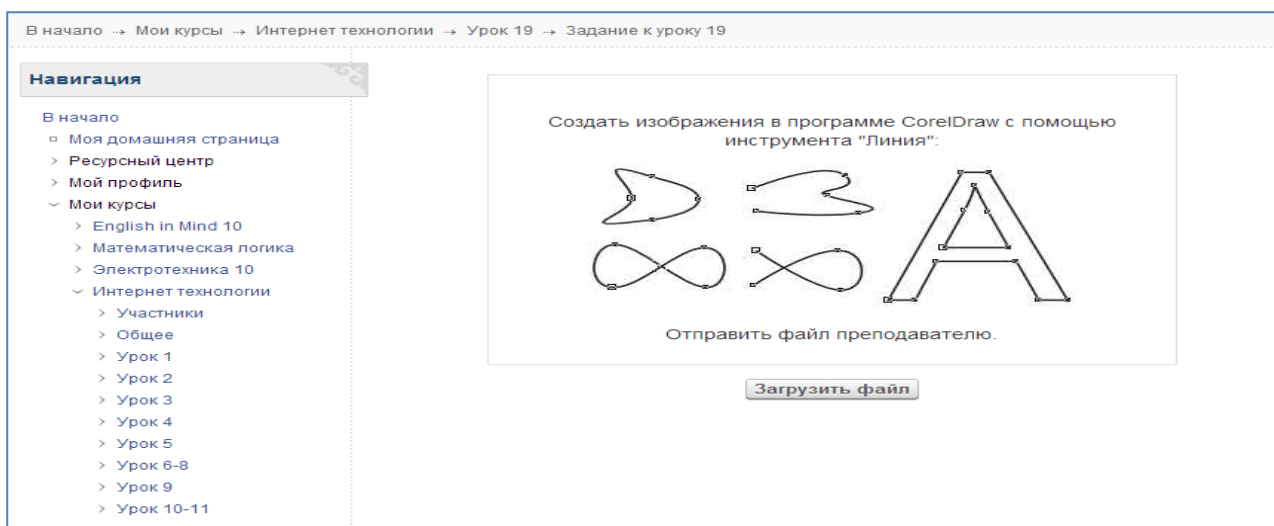 В начало ⇢ Мои курсы ⇢ Интернет технологии ⇢ Урок 19 ⇢ Задание к уроку 19
Навигация
В начало
Моя домашняя страница
Ресурсный центр
Мой профиль
Мои курсы
English in Mind 10
Математическая логика
Электротехника 10
Интернет технологии
Участники
Общее
Урок 1
Урок 2
Урок 3
Урок 4
Урок 5
Урок 6-8
Урок 9
Урок 10-11
Создать изображения в программе CorelDraw с помощью
инструмента "Линия":
A
Отправить файл преподавателю.
Загрузить файл